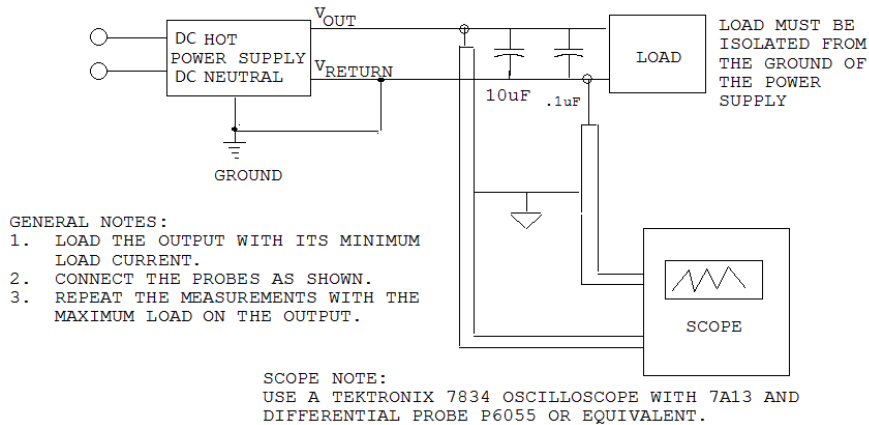 V OUT
DC HOT
POWER SUPPLY
DC NEUTRAL
V RETURN
LOAD
LOAD MUST BE
ISOLATED FROM
THE GROUND OF
THE POWER
SUPPLY
10uF
.1uF
GROUND
GENERAL NOTES:
1. LOAD THE OUTPUT WITH ITS MINIMUM
LOAD CURRENT.
2. CONNECT THE PROBES AS SHOWN.
3. REPEAT THE MEASUREMENTS WITH THE
MAXIMUM LOAD ON THE OUTPUT.
SCOPE
SCOPE NOTE:
USE A TEKTRONIX 7834 OSCILLOSCOPE WITH 7A13 AND
DIFFERENTIAL PROBE P6055 OR EQUIVALENT.